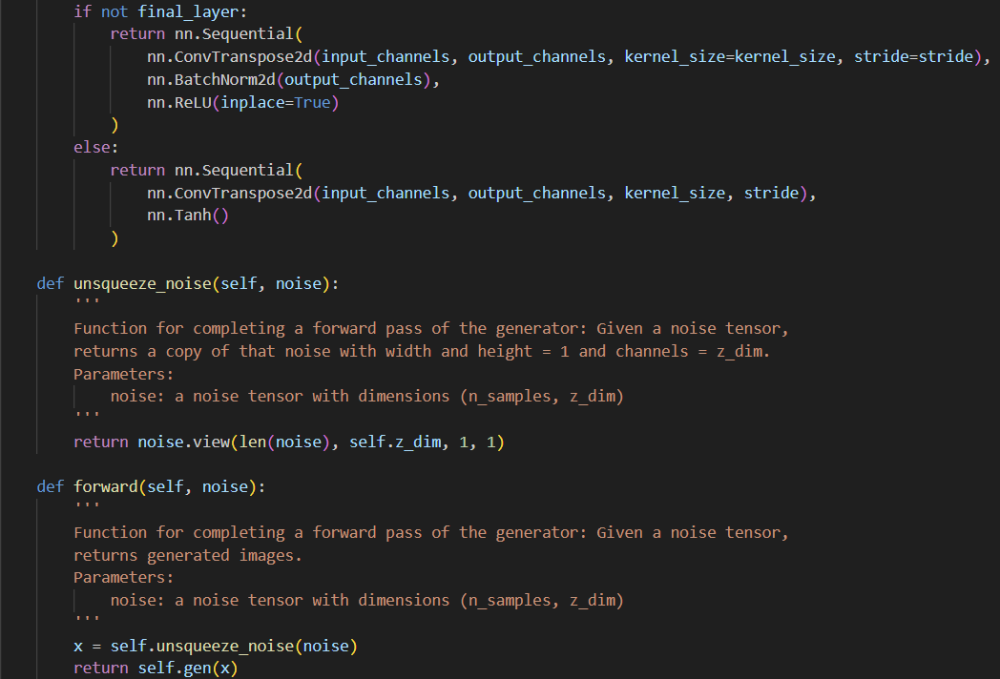 if not final_layer:
return nn.Sequential(
nn.ConvTranspose2d(input_channels, output_channels, kernel_size=kernel_size, stride=stride),
nn.BatchNorm2d(output_channels),
nn.ReLU(inplace=True)
)
else:
return nn.Sequential(
nn.ConvTranspose2d(input_channels, output_channels, kernel_size, stride),
nn.Tanh()
)
def unsqueeze_noise(self, noise):
'''
Function for completing a forward pass of the generator: Given a noise tensor,
returns a copy of that noise with width and height = 1 and channels = z_dim.
Parameters:
noise: a noise tensor with dimensions (n_samples, z_dim)
'''
return noise.view(len(noise), self.z_dim, 1, 1)
def forward(self, noise):
'''
Function for completing a forward pass of the generator: Given a noise tensor,
returns generated images.
Parameters:
noise: a noise tensor with dimensions (n_samples, z_dim)
'''
x = self.unsqueeze_noise(noise)
return self.gen(x)